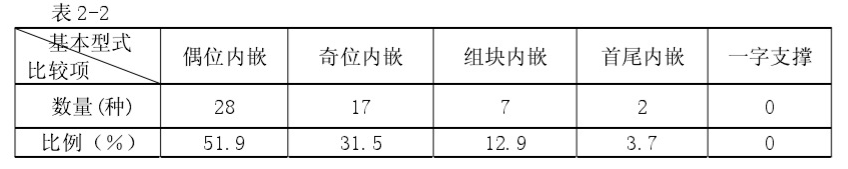 表2-2
基本型式
比较项 偶位内嵌 奇位内嵌 组块内嵌 首尾内嵌 一字支撑
数量(种) 28 17 7 2 0
比例（%） 51.9 31.5 12.9 3.7 0